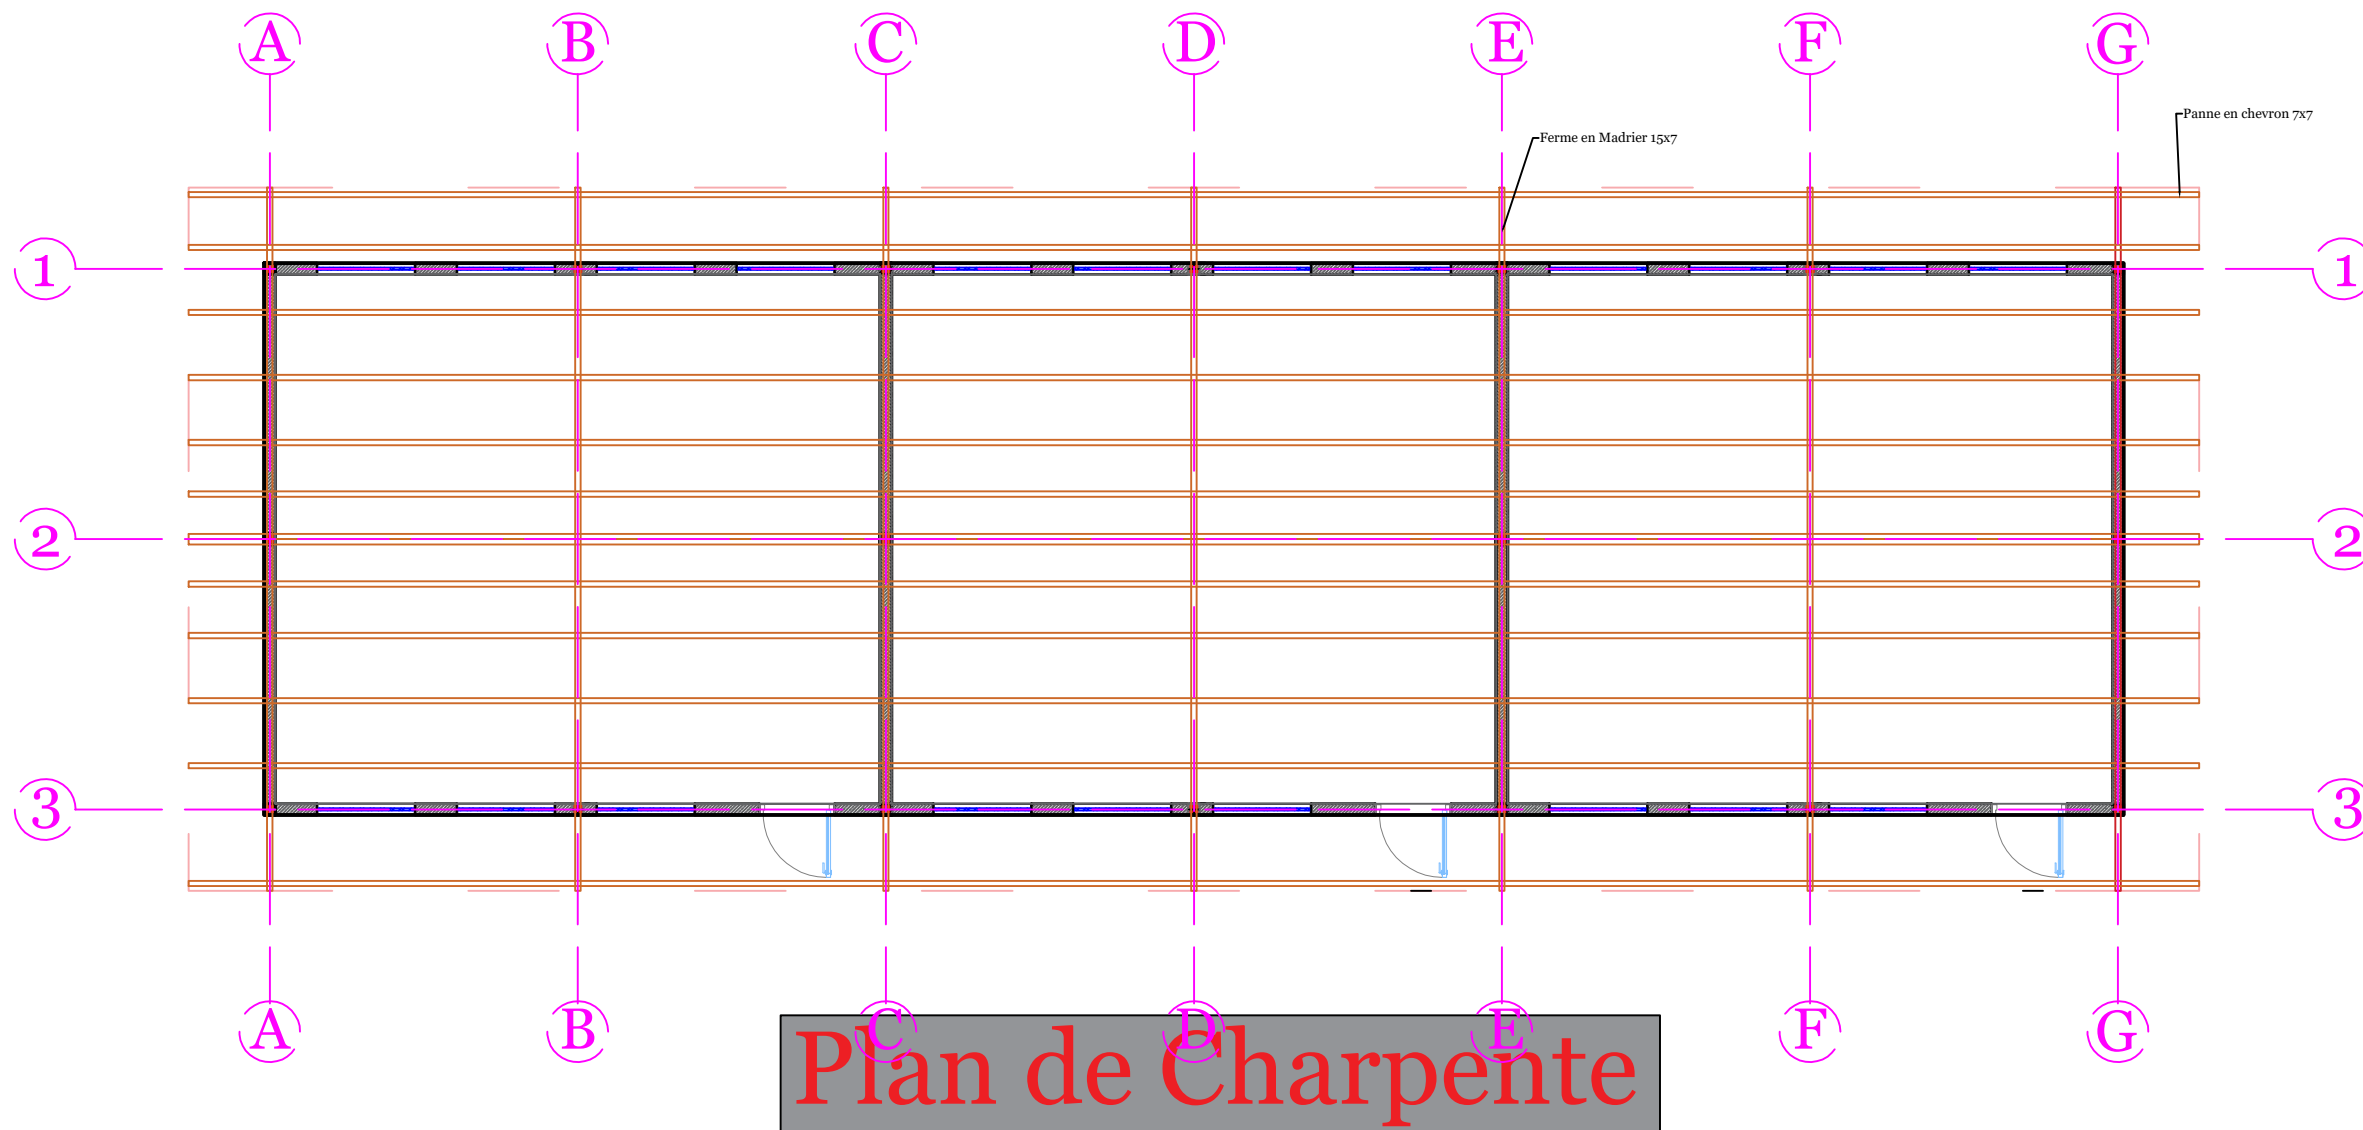 A B C D E F G
Panne en chevron 7x7
Ferme en Madrier 15x7
1 1
2 2
3 3
A B C D E F G
Plan de Charpente